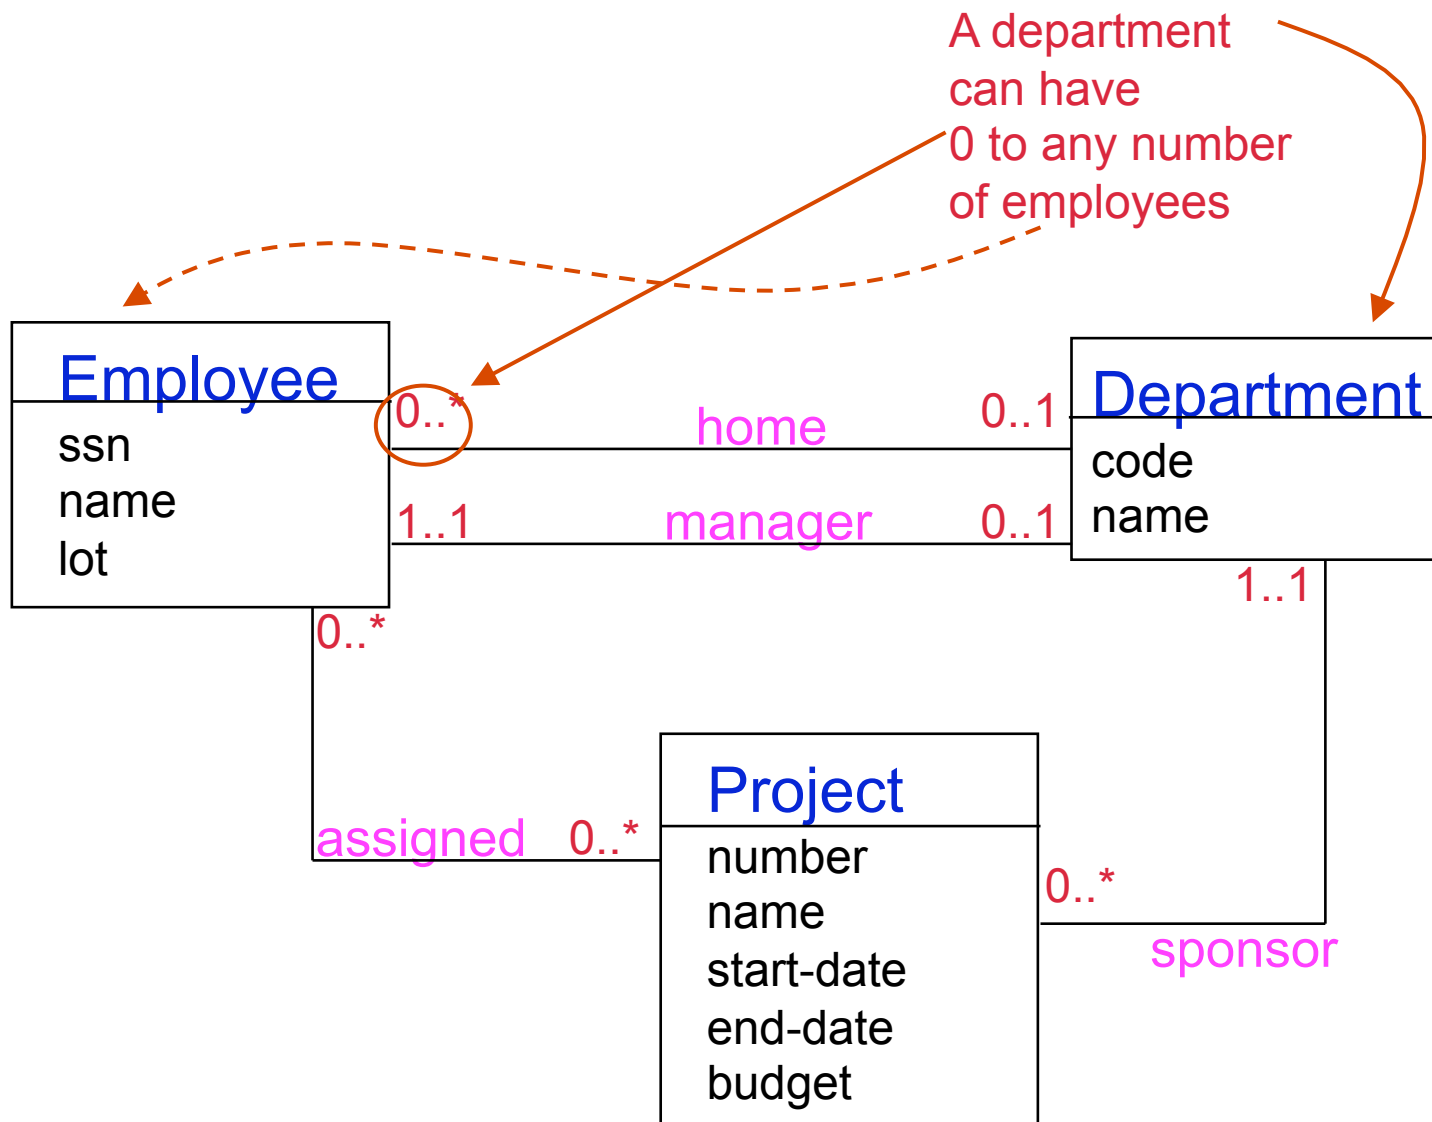 A department
can have
0 to any number
of employees
Employee
ssn
name
lot
0..*
home
0..1
1..1
manager
0..1
Department
code
name
0..*
1..1
assigned
0..*
Project
number
name
start-date
end-date
budget
0..*
sponsor